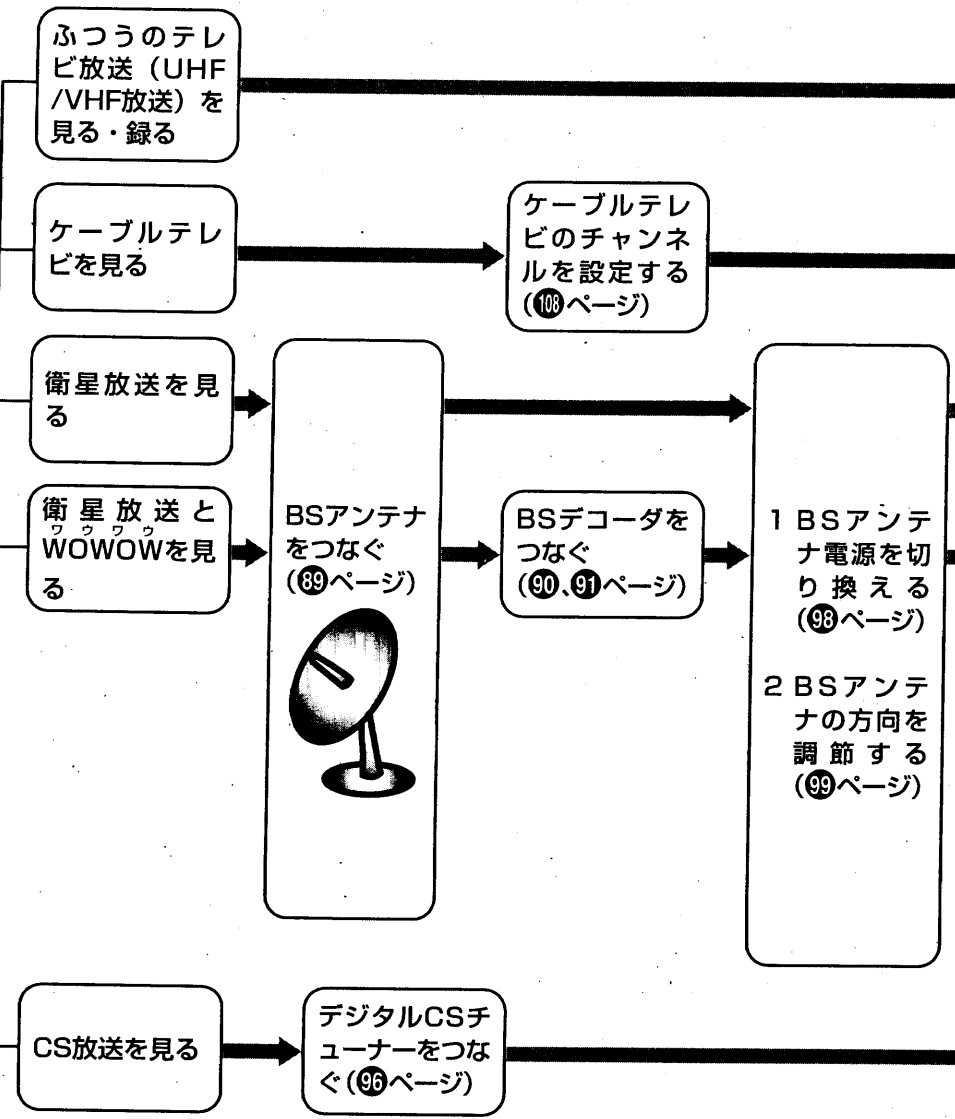 ふつうのテレ
ビ放送（UHF
/VHF放送）を
見る・録る
ケーブルテレ
ビを見る
ケーブルテレ
ビのチャンネ
ルを設定する
(108ページ)
衛星放送を見
る
衛星放送と
ワウワウ
WOWOWを見
る
BSアンテナ
をつなぐ
(89ページ)
BSデコーダを
つなぐ
(90、91ページ)
1 BSアンテ
ナ電源を切
り換える
(98ページ)
2 BSアンテ
ナの方向を
調節する
(99ページ)
CS放送を見る
デジタルCSチ
ューナーをつな
ぐ(96ページ)